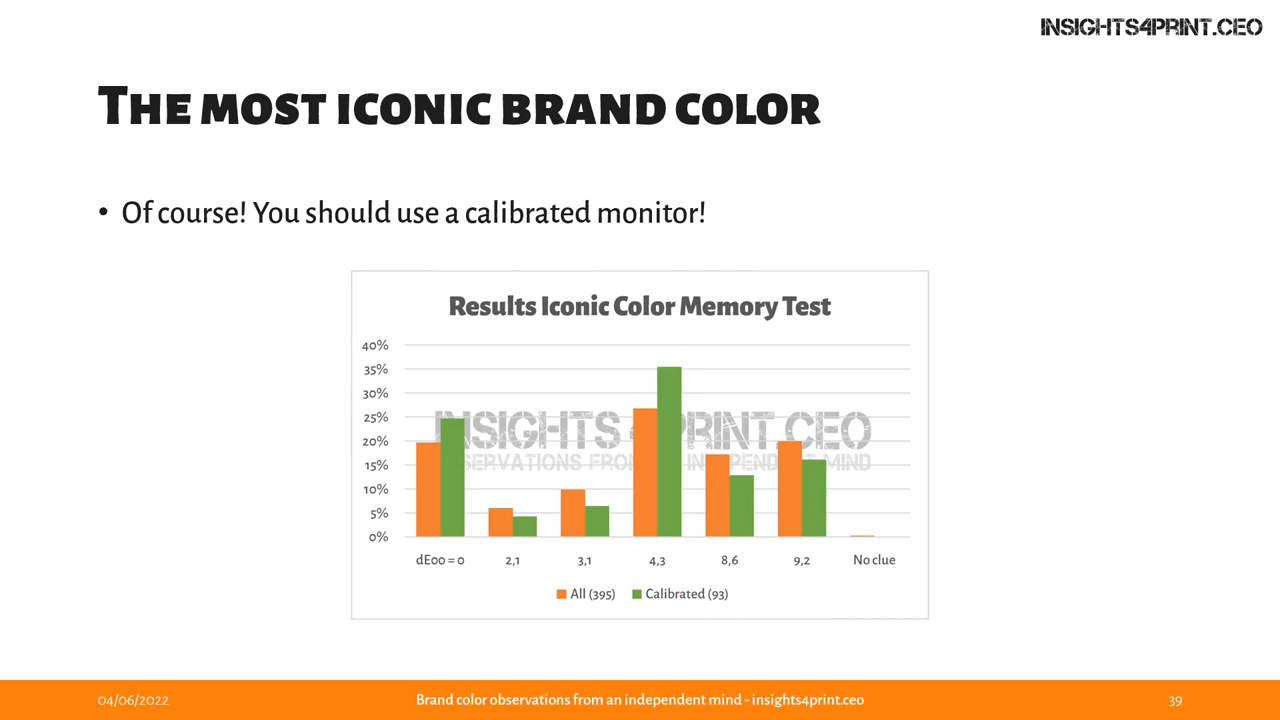 INSIGHTS4PRINT.CEO
The most iconic brand color
• Of course! You should use a calibrated monitor!
Results Iconic Color Memory Test
40%
35%
30%
25%
20%
15%
10%
5%
0%
INSIGHTS 4PRINT.CEO
dE00 = 0 2,1 3,1 4,3 8,6 9,2 No clue
All (395) Calibrated (93)
04/06/2022 Brand color observations from an independent mind - insights4print.ceo 39